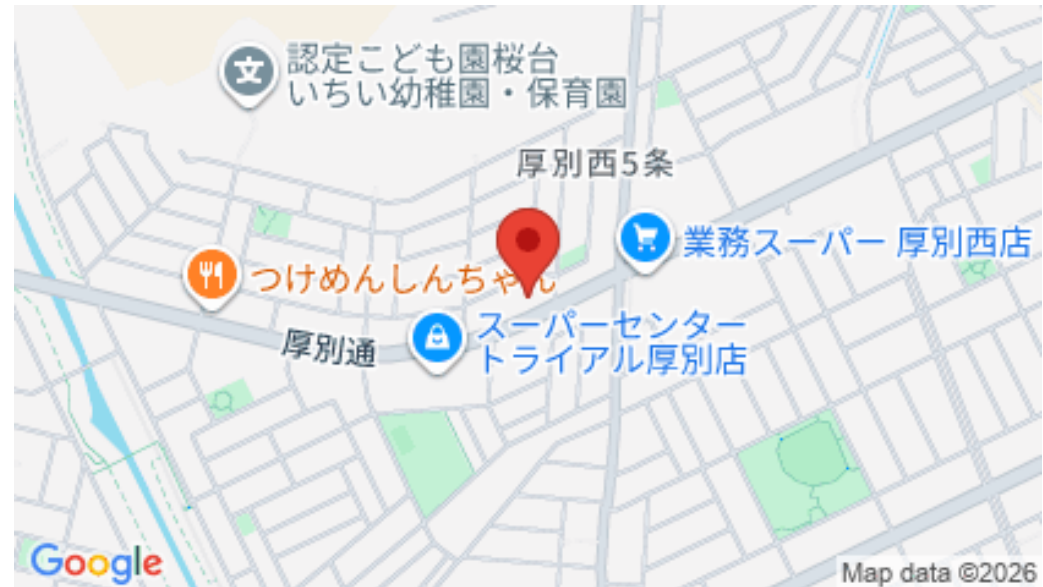 文
認定こども園桜台
いちい幼稚園・保育園
厚別西5条
業務スーパー 厚別西店
つけめんしんちゃん
スーパーセンター
トライアル厚別店
厚別通
Google
Map data ©2026